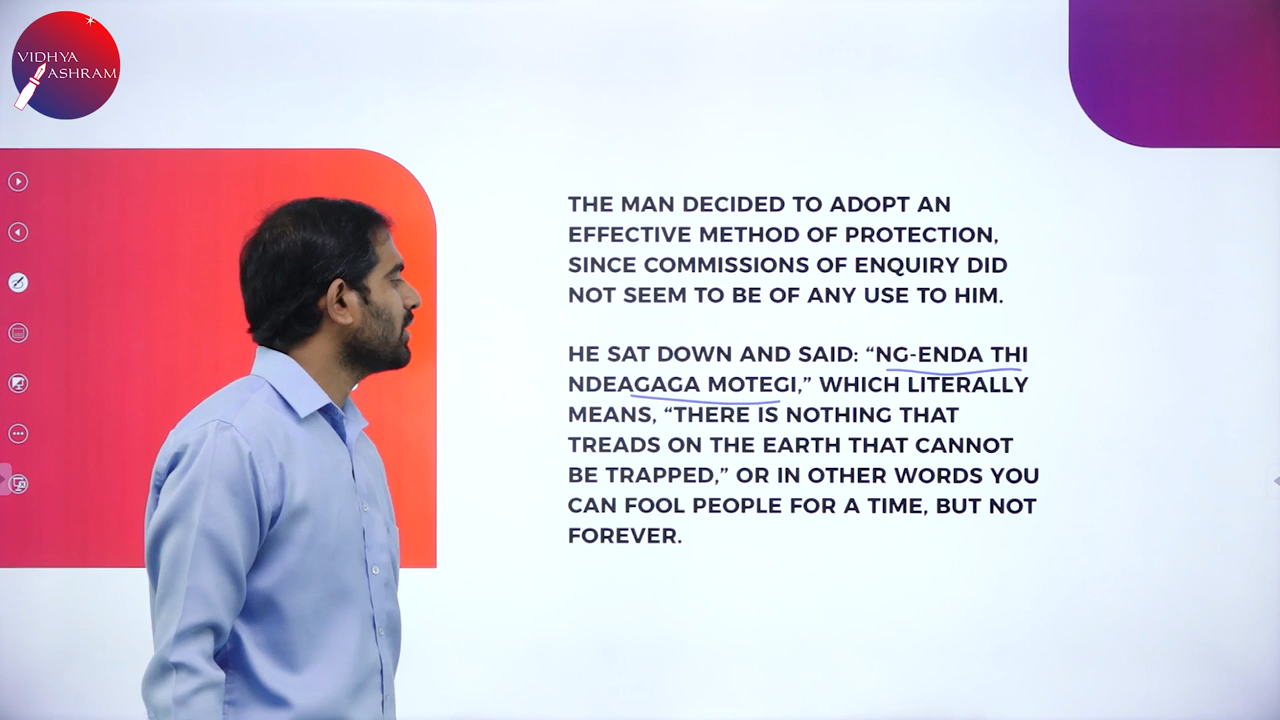 VIDHYA
ASHRAM
THE MAN DECIDED TO ADOPT AN
EFFECTIVE METHOD OF PROTECTION,
SINCE COMMISSIONS OF ENQUIRY DID
NOT SEEM TO BE OF ANY USE TO HIM.
HE SAT DOWN AND SAID: “NG-ENDA THI
NDEAGAGA MOTEGI,” WHICH LITERALLY
MEANS, “THERE IS NOTHING THAT
TREADS ON THE EARTH THAT CANNOT
BE TRAPPED,” OR IN OTHER WORDS YOU
CAN FOOL PEOPLE FOR A TIME, BUT NOT
FOREVER.